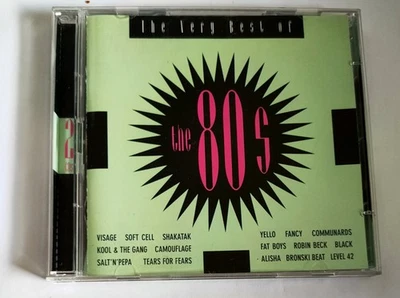 The Very Best of
the 80s
VISAGE SOFT CELL SHAKATAK
KOOL & THE GANG CAMOUFLAGE
SALT'N'PEPA TEARS FOR FEARS
YELLO FANCY COMMUNARDS
FAT BOYS ROBIN BECK BLACK
ALISHA BRONSKI BEAT LEVEL 42